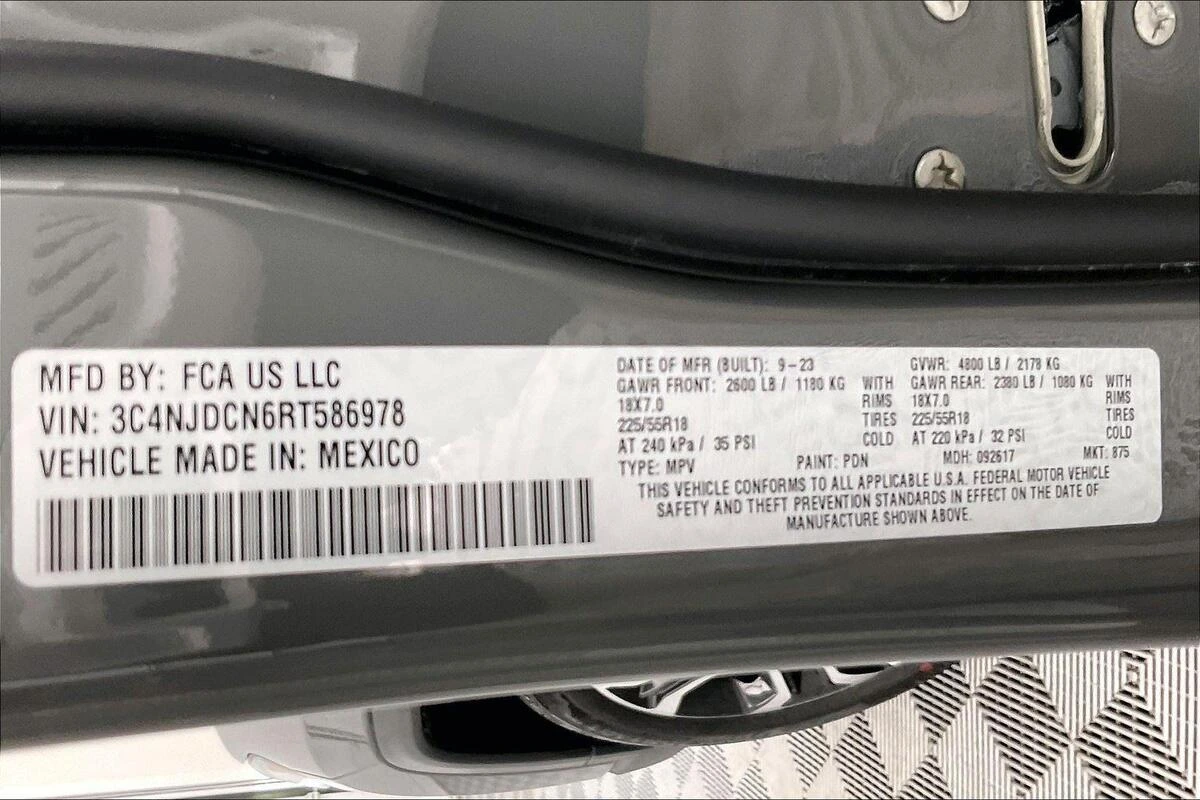 MFD BY: FCA US LLC
VIN: 3C4NJDCN6RT586978
VEHICLE MADE IN: MEXICO
DATE OF MFR (BUILT): 9-23 GVWR: 4800 LB / 2178 KG
GAWR FRONT: 2600 LB / 1180 KG WITH GAWR REAR: 2380 LB / 1080 KG WITH
18X7.0 RIMS 18X7.0 RIMS
225/55R18 TIRES 225/55R18 TIRES
AT 240 kPa / 35 PSI COLD AT 220 kPa / 32 PSI COLD
TYPE: MPV PAINT: PDN MDH: 092617 MKT: 875
THIS VEHICLE CONFORMS TO ALL APPLICABLE U.S.A. FEDERAL MOTOR VEHICLE
SAFETY AND THEFT PREVENTION STANDARDS IN EFFECT ON THE DATE OF
MANUFACTURE SHOWN ABOVE.